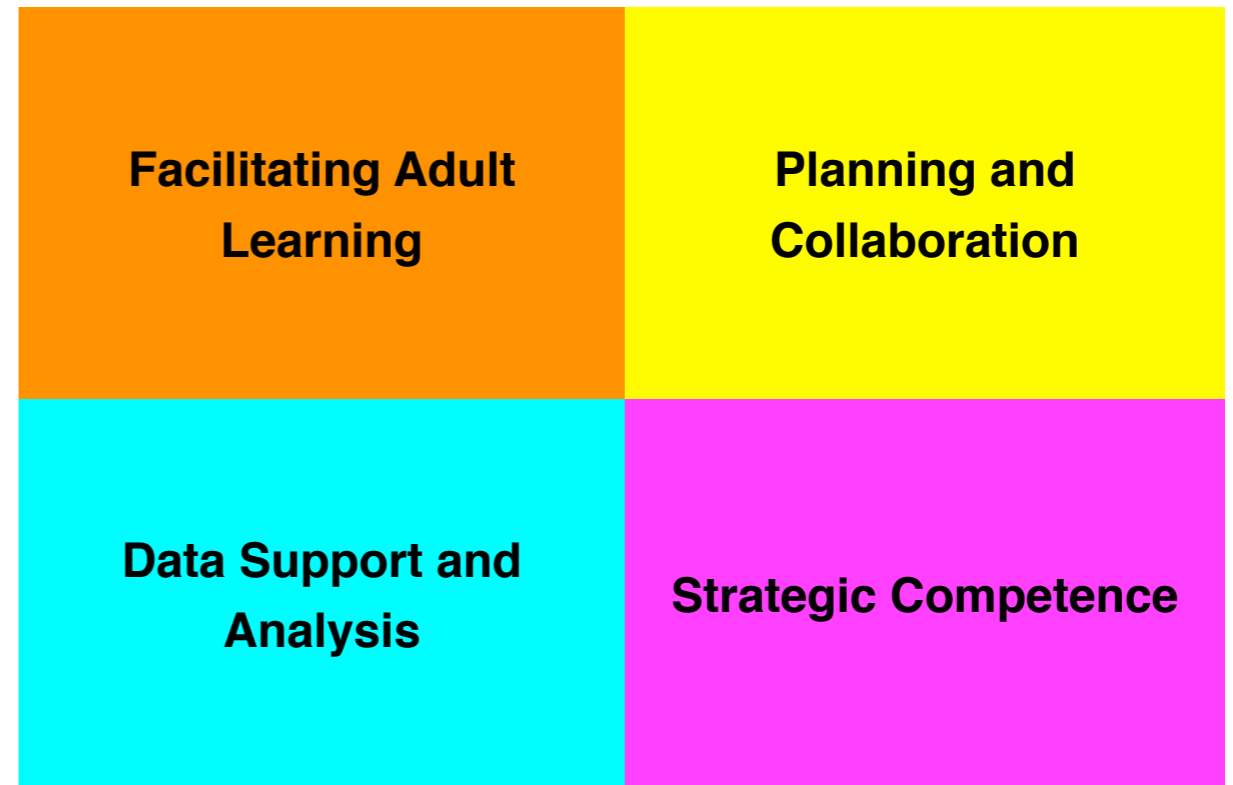 Facilitating Adult
Learning
Planning and
Collaboration
Data Support and
Analysis
Strategic Competence